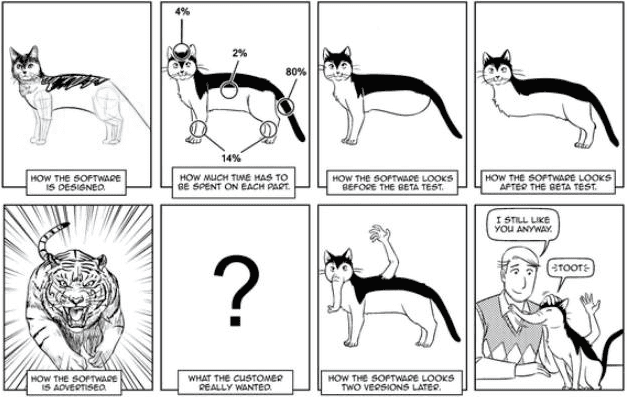 4%
2%
80%
14%
HOW THE SOFTWARE
IS DESIGNED.
HOW MUCH TIME HAS TO
BE SPENT ON EACH PART.
HOW THE SOFTWARE LOOKS
BEFORE THE BETA TEST.
HOW THE SOFTWARE LOOKS
AFTER THE BETA TEST.
HOW THE SOFTWARE
IS ADVERTISED.
?
WHAT THE CUSTOMER
REALLY WANTED.
HOW THE SOFTWARE LOOKS
TWO VERSIONS LATER.
I STILL LIKE
YOU ANYWAY.
TOOT